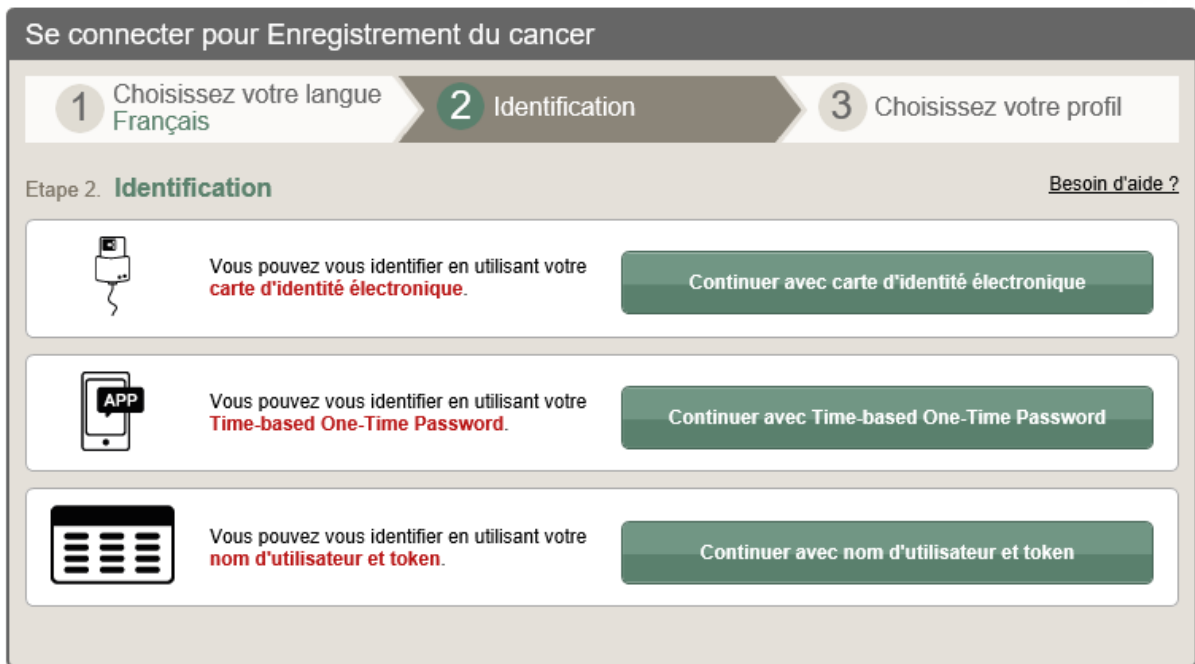 Se connecter pour Enregistrement du cancer
1 Choisissez votre langue
Français
2 Identification
3 Choisissez votre profil
Etape 2. Identification
Besoin d'aide ?
Vous pouvez vous identifier en utilisant votre
carte d'identité électronique.
Continuer avec carte d'identité électronique
APP
Vous pouvez vous identifier en utilisant votre
Time-based One-Time Password.
Continuer avec Time-based One-Time Password
Vous pouvez vous identifier en utilisant votre
nom d'utilisateur et token.
Continuer avec nom d'utilisateur et token